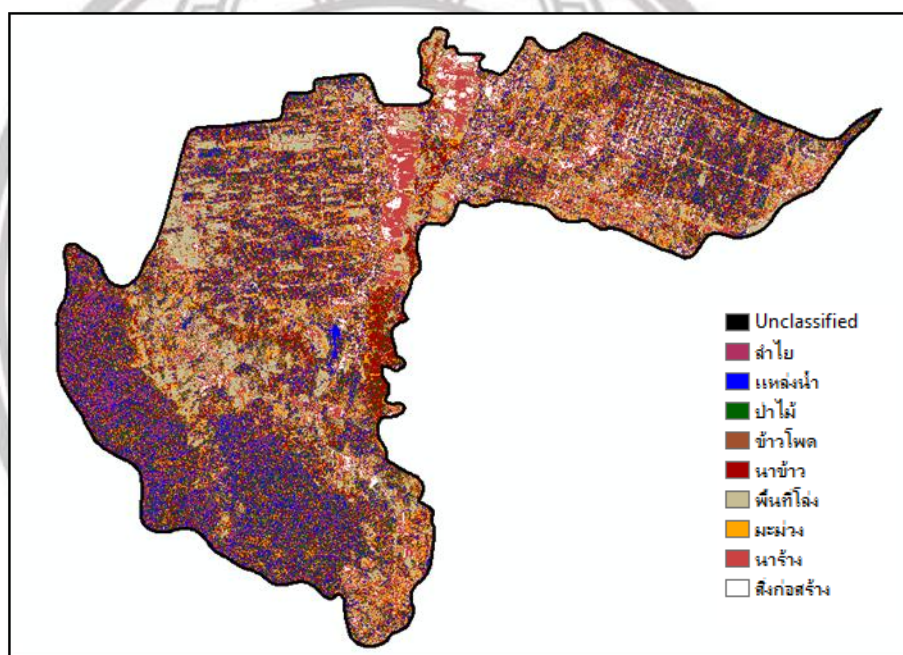 Unclassified
ลำไย
แหล่งน้ำ
ป่าไม้
ข้าวโพด
นาข้าว
พื้นที่โล่ง
มะม่วง
นาร้าง
สิ่งก่อสร้าง